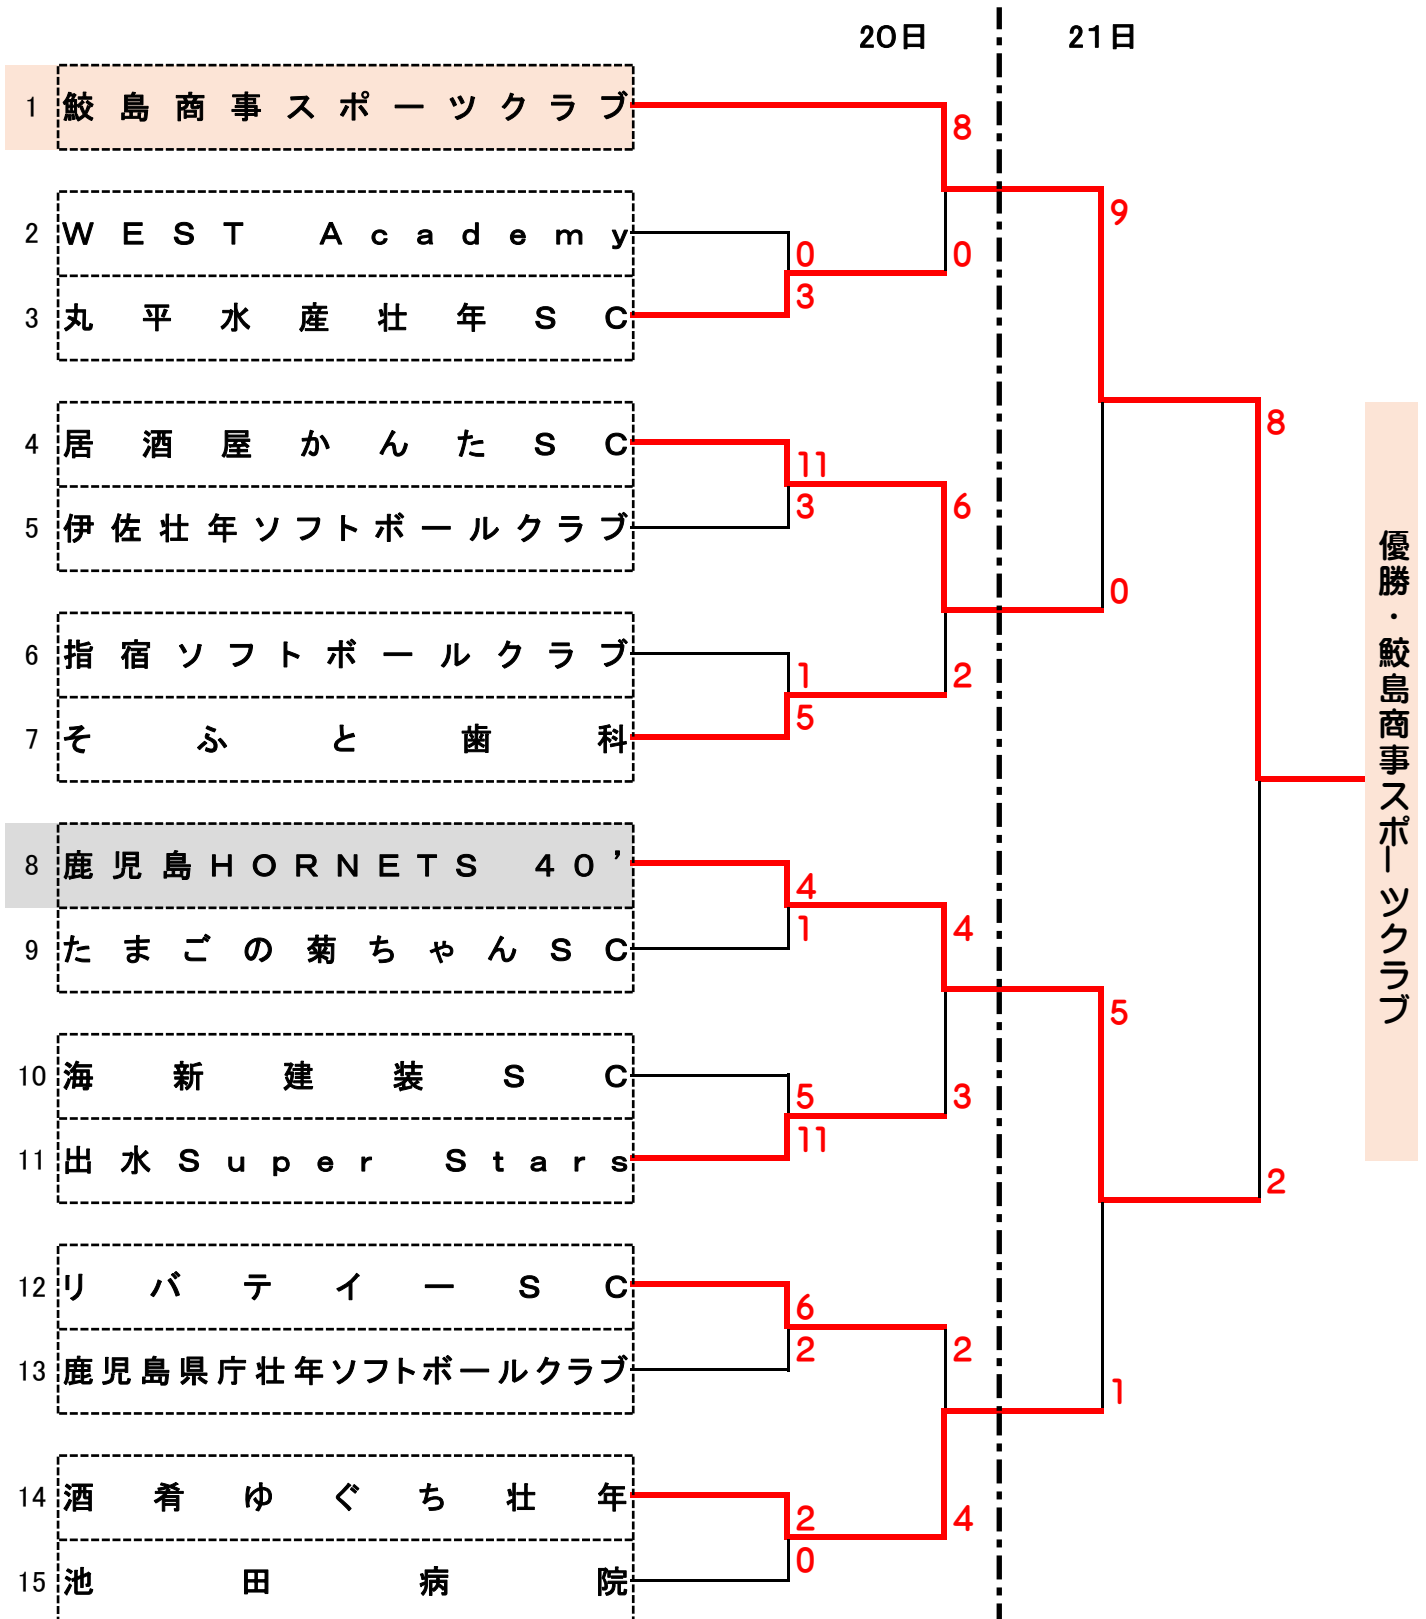 20日 21日
1 鮫島商事スポーツクラブ
8
9
2 WEST Academy
0 0
3
3 丸平水産壮年SC
4 居酒屋かんたSC
8
11
3 6
5 伊佐壮年ソフトボールクラブ
0
6 指宿ソフトボールクラブ
1 2
5
7 そふと歯科
8 鹿児島HORNETS 40’
4
1 4
9 たまごの菊ちゃんSC
5
10 海新建装SC
5 3
11
11 出水Super Stars
2
12 リバテイーSC
6
2 2
13 鹿児島県庁壮年ソフトボールクラブ
1
14 酒肴ゆぐち壮年
2 4
0
15 池田病院
優勝・鮫島商事スポーツクラブ